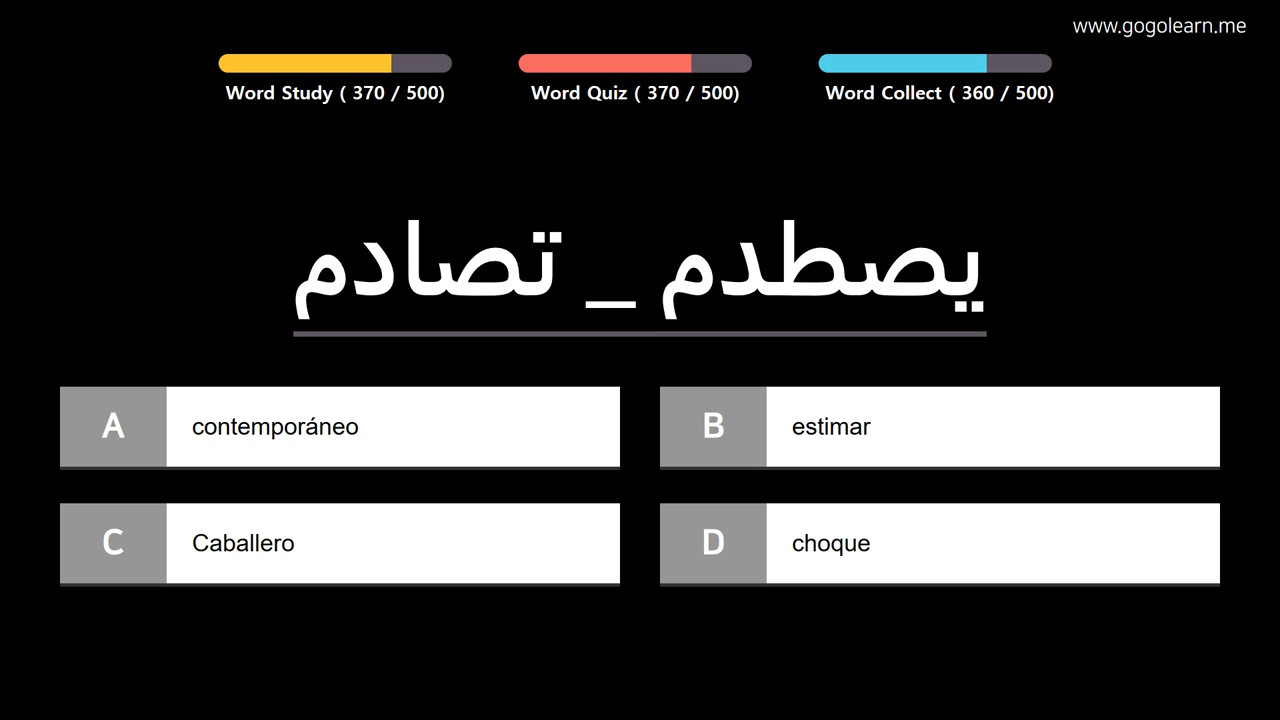 www.gogolearn.me
Word Study ( 370 / 500)
Word Quiz ( 370 / 500)
Word Collect ( 360 / 500)
يصطدم _ تصادم
A contemporáneo
B estimar
C Caballero
D choque